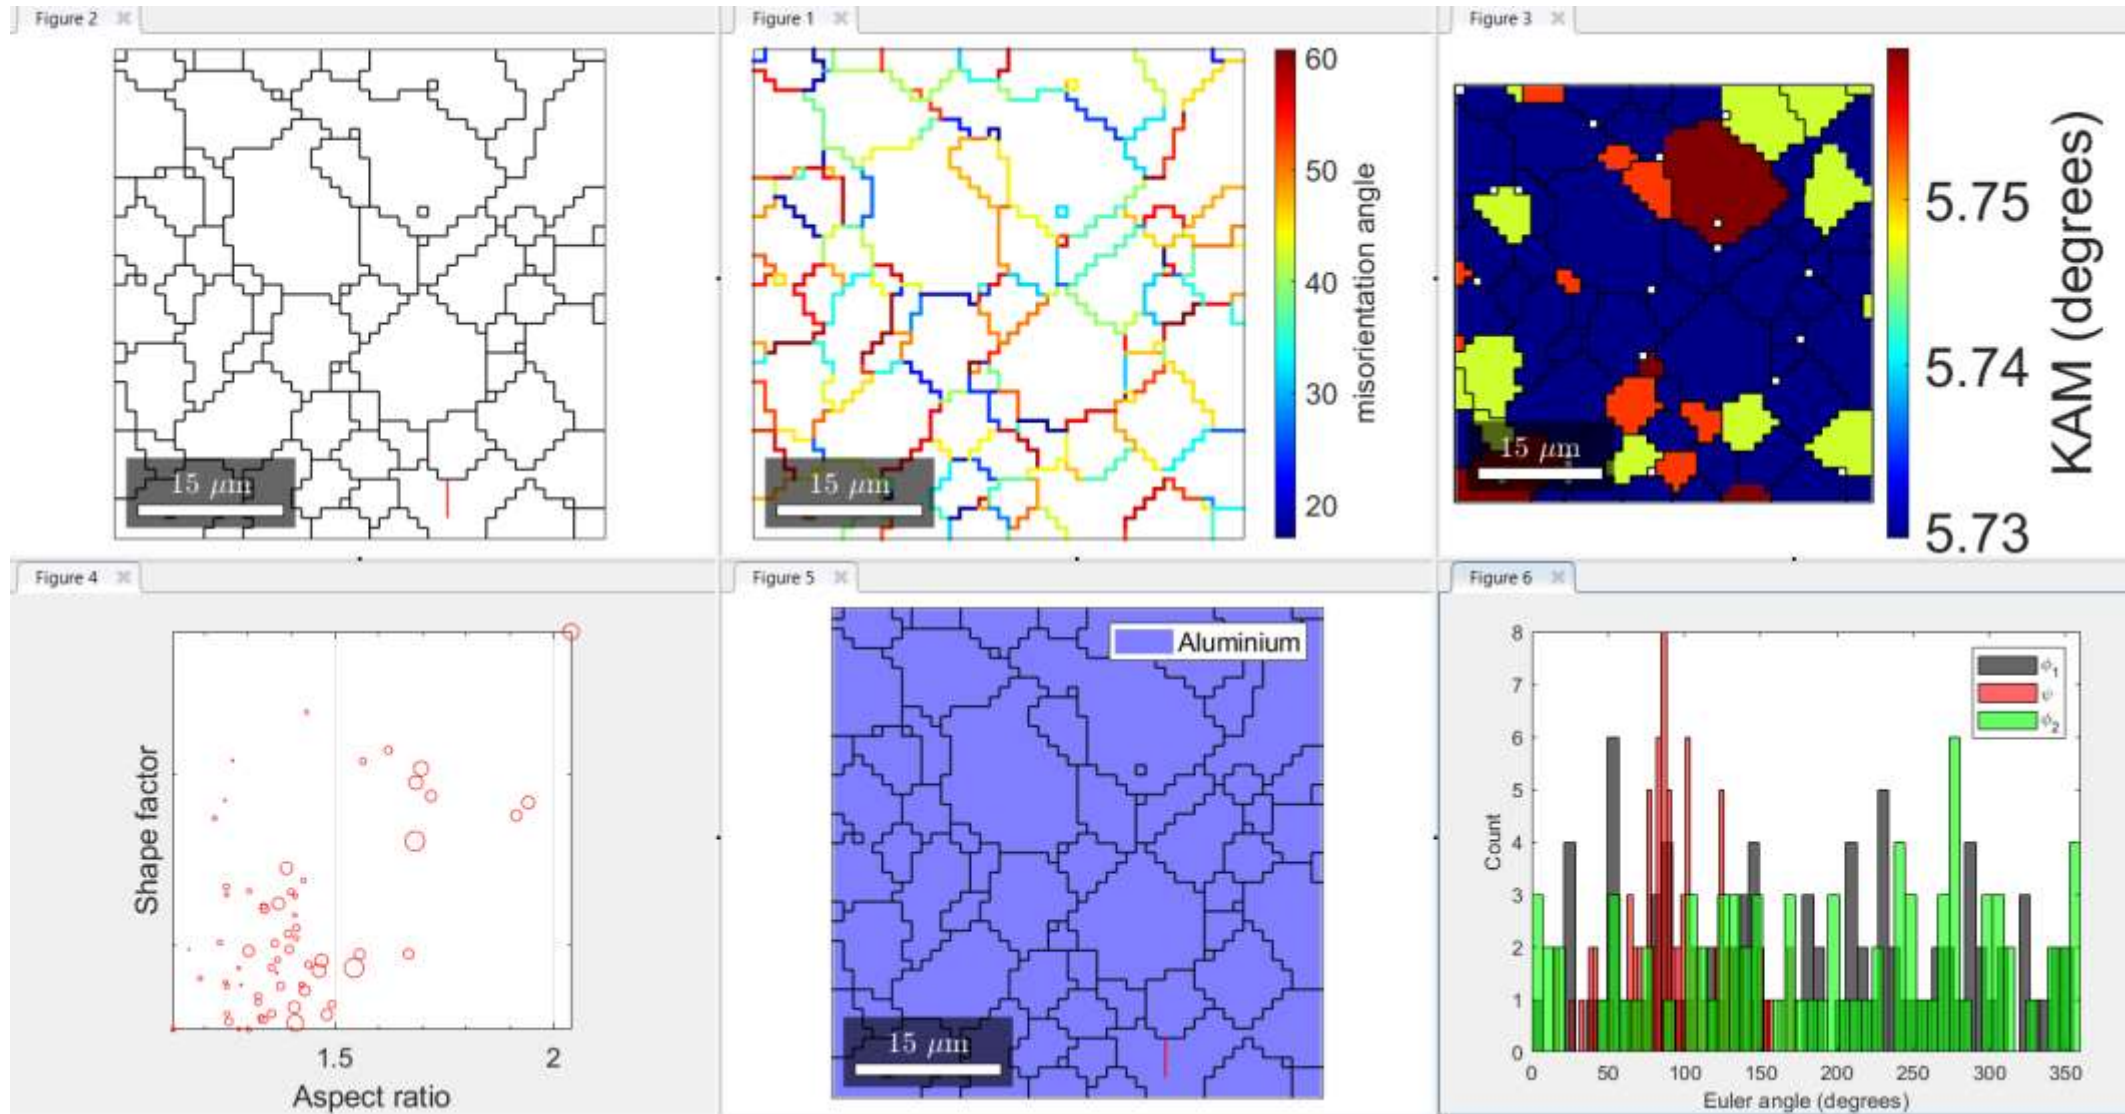 Figure 2
15 μm
Figure 1
60
50
40
30
20
misorientation angle
15 μm
Figure 3
5.75
5.74
5.73
KAM (degrees)
15 μm
Figure 4
Shape factor
1.5
2
Aspect ratio
Figure 5
Aluminium
15 μm
Figure 6
8
7
6
5
4
3
2
1
0
Count
ϕ₁
ψ
ϕ₂
0 50 100 150 200 250 300 350
Euler angle (degrees)